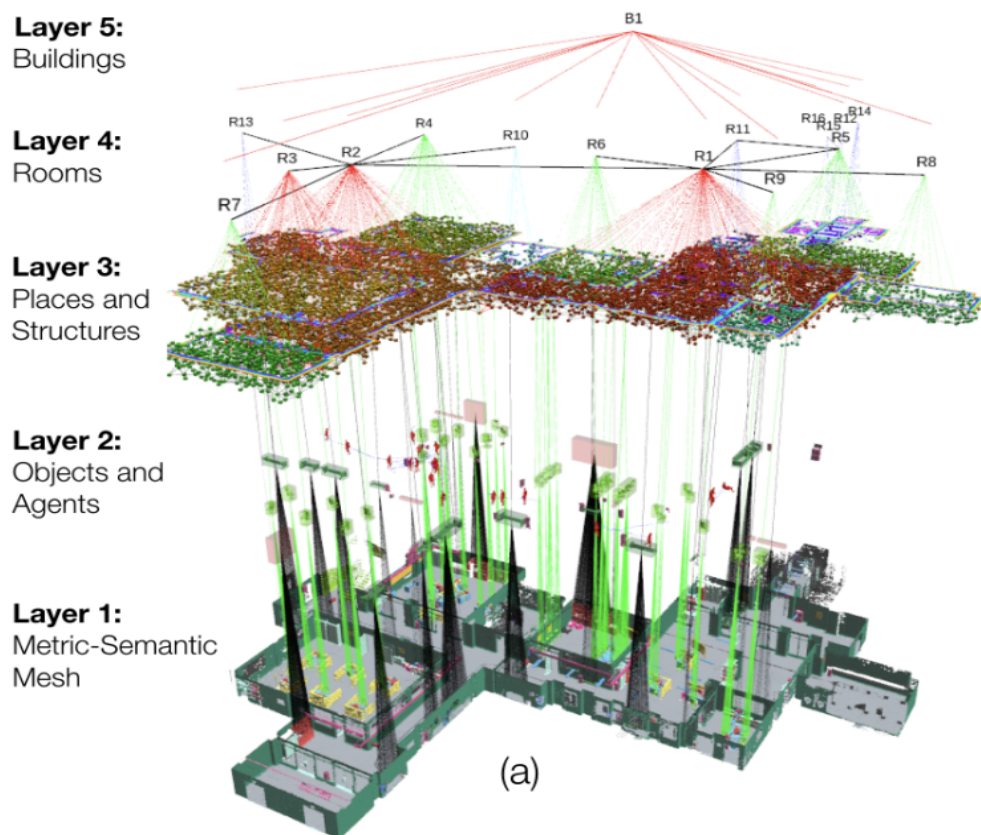 Layer 5:
Buildings
B1
Layer 4:
Rooms
R13
R3
R2
R4
R10
R6
R1
R11
R16
R15
R12
R14
R5
R9
R8
R7
Layer 3:
Places and
Structures
Layer 2:
Objects and
Agents
Layer 1:
Metric-Semantic
Mesh
(a)